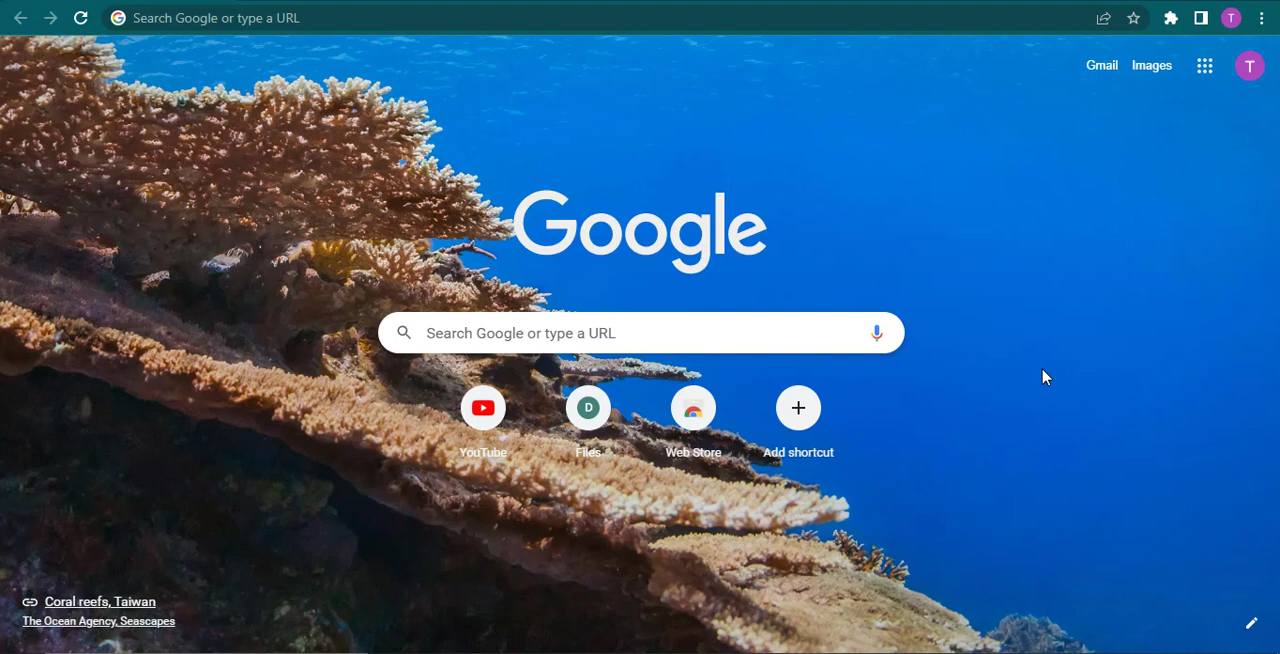 Search Google or type a URL
T
Gmail Images T
Google
Search Google or type a URL
D
YouTube Files Web Store Add shortcut
Coral reefs, Taiwan
The Ocean Agency, Seascapes